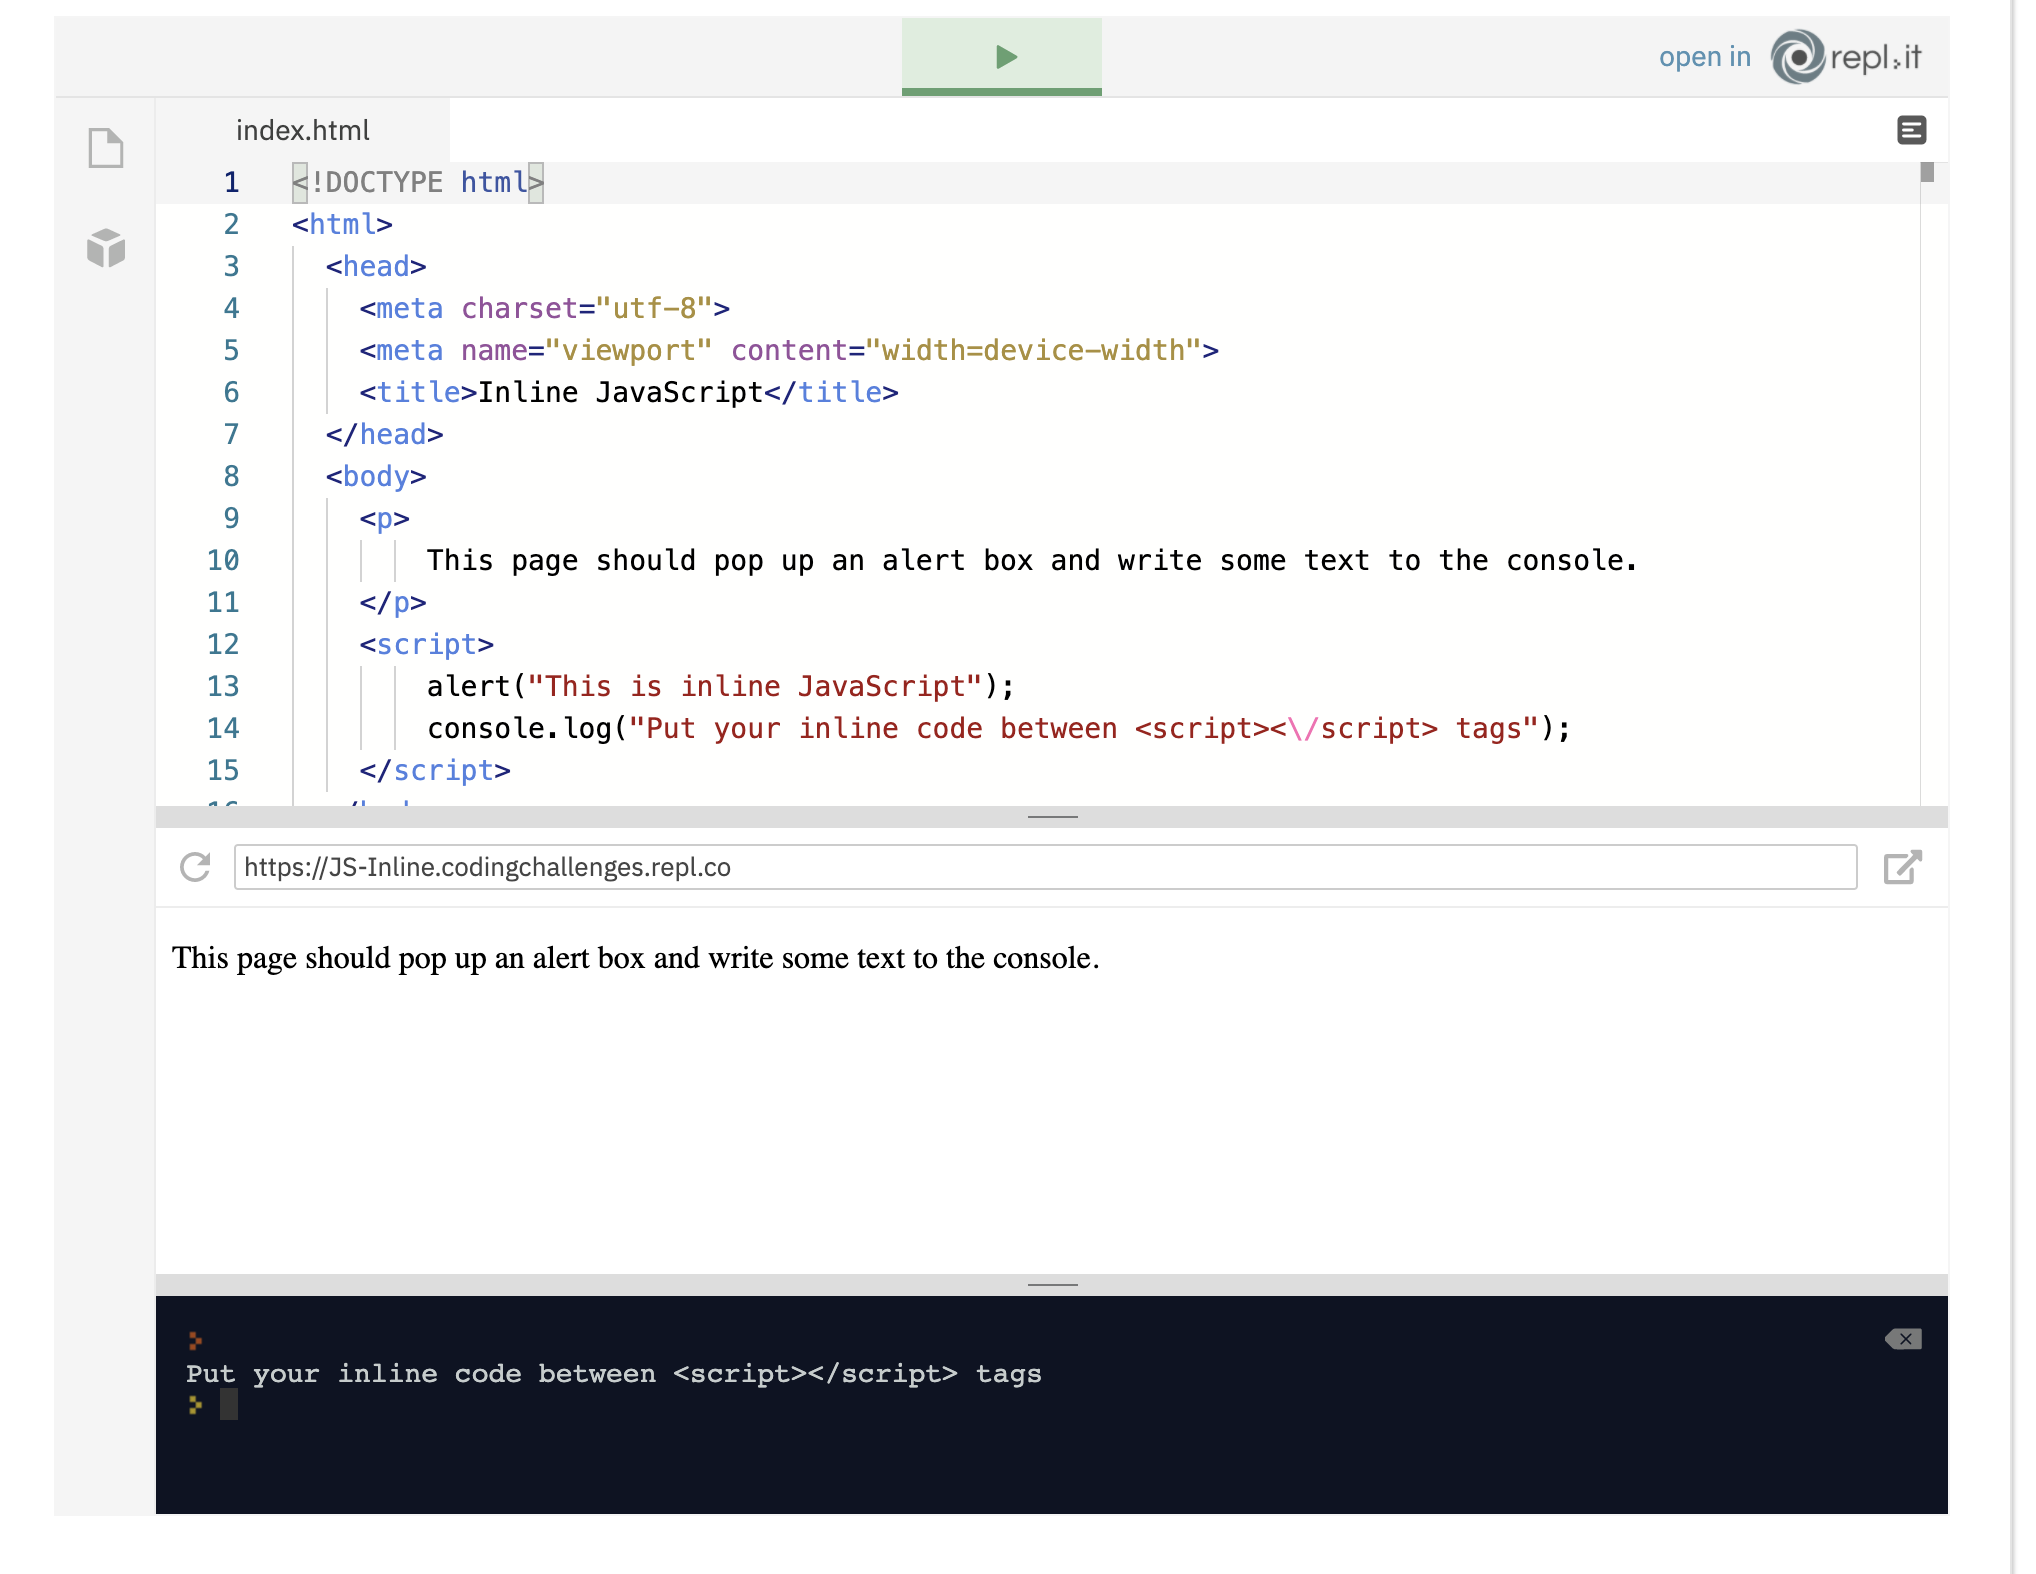 open in repl.it
index.html
1 <!DOCTYPE html>
2 <html>
3 <head>
4 <meta charset="utf-8">
5 <meta name="viewport" content="width=device-width">
6 <title>Inline JavaScript</title>
7 </head>
8 <body>
9 <p>
10 This page should pop up an alert box and write some text to the console.
11 </p>
12 <script>
13 alert("This is inline JavaScript");
14 console.log("Put your inline code between <script><\/script> tags");
15 </script>
https://JS-Inline.codingchallenges.repl.co
This page should pop up an alert box and write some text to the console.
Put your inline code between <script></script> tags